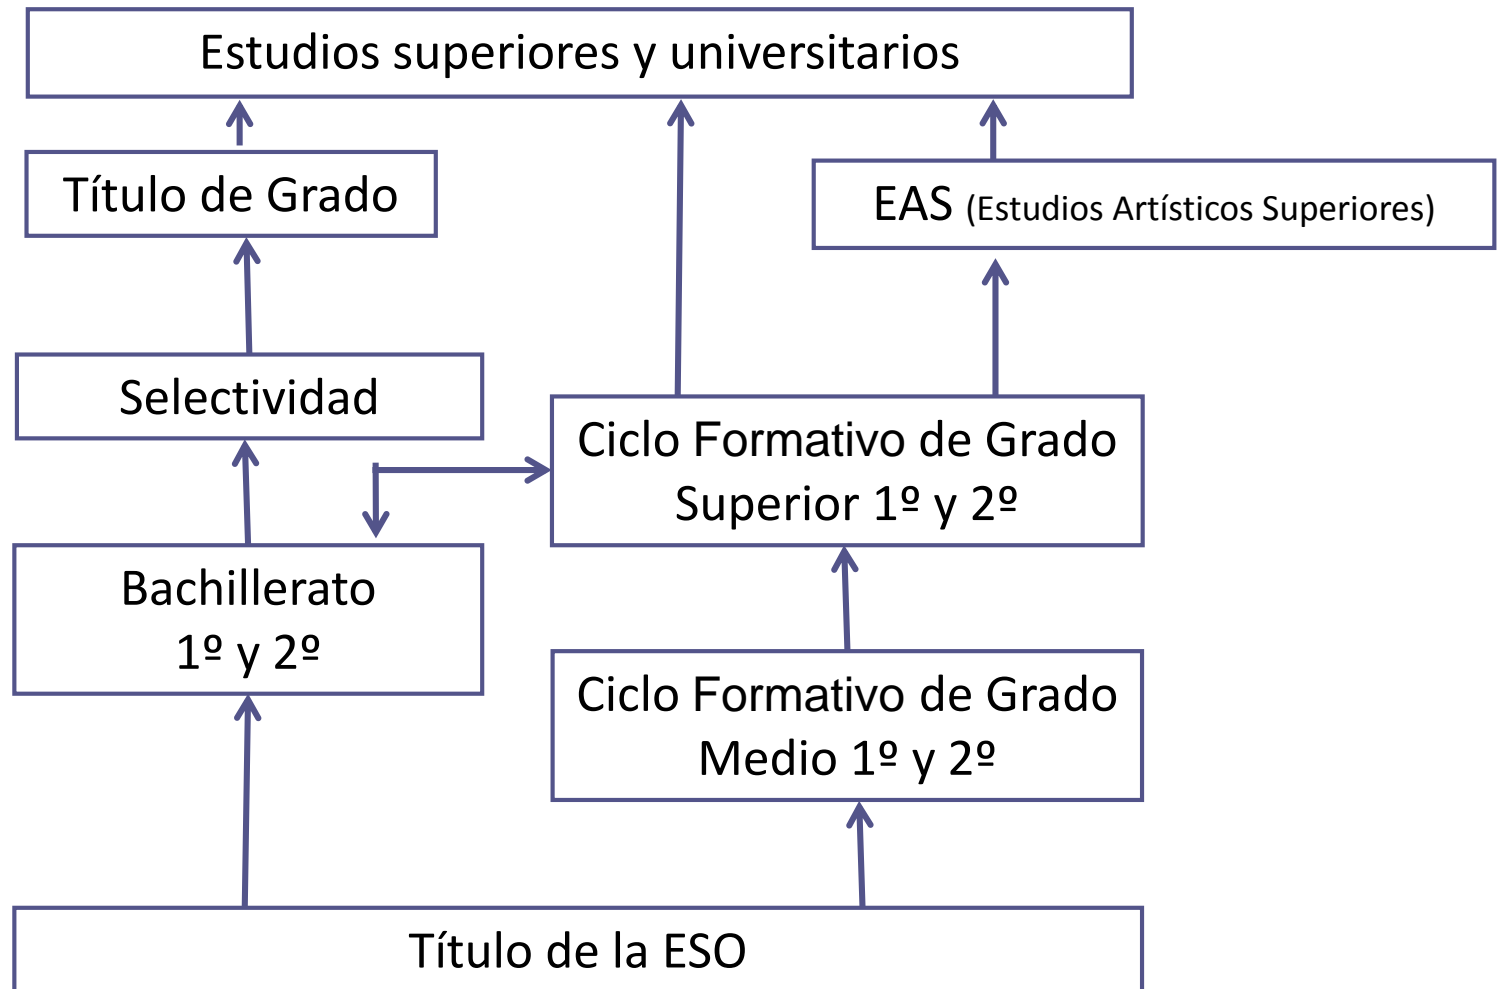 Estudios superiores y universitarios
Título de Grado
EAS (Estudios Artísticos Superiores)
Selectividad
Ciclo Formativo de Grado
Superior 1º y 2º
Bachillerato
1º y 2º
Ciclo Formativo de Grado
Medio 1º y 2º
Título de la ESO